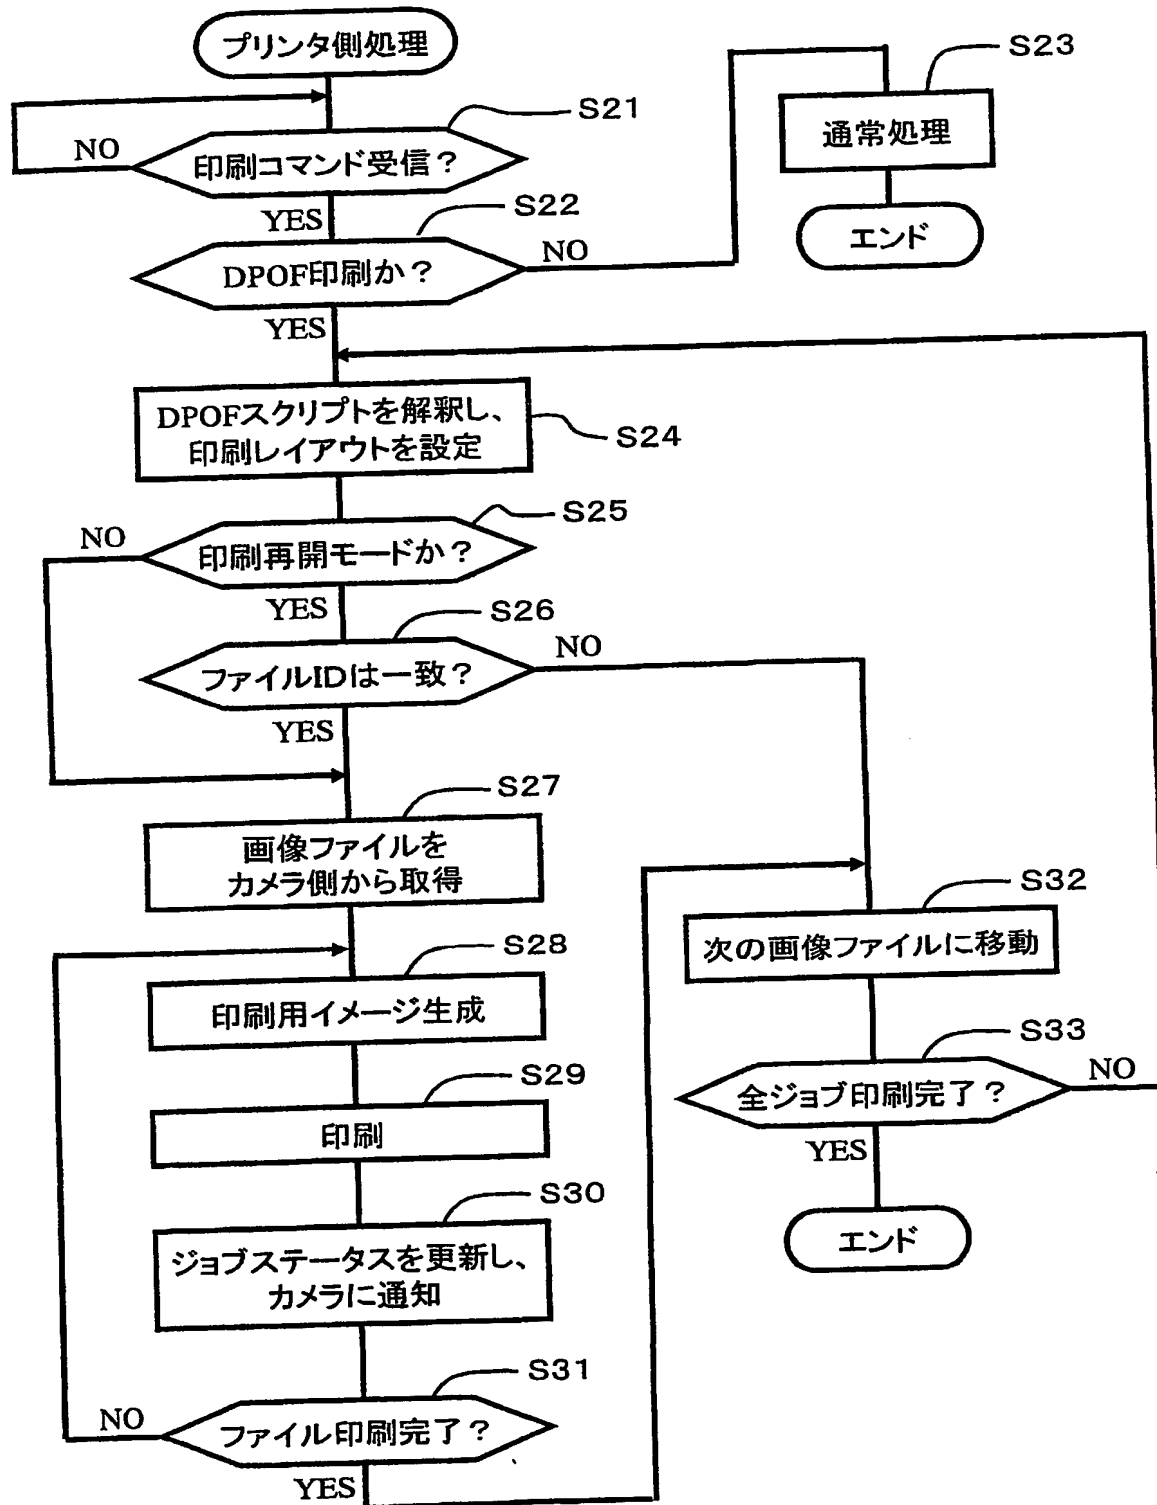 プリンタ側処理
S21
印刷コマンド受信？
NO
YES
S22
DPOF印刷か？
NO
YES
S23
通常処理
エンド
DPOFスクリプトを解釈し、
印刷レイアウトを設定
S24
S25
印刷再開モードか？
NO
YES
S26
ファイルIDは一致？
NO
YES
S27
画像ファイルを
カメラ側から取得
S28
印刷用イメージ生成
S29
印刷
S30
ジョブステータスを更新し、
カメラに通知
S31
ファイル印刷完了？
NO
YES
S32
次の画像ファイルに移動
S33
全ジョブ印刷完了？
NO
YES
エンド